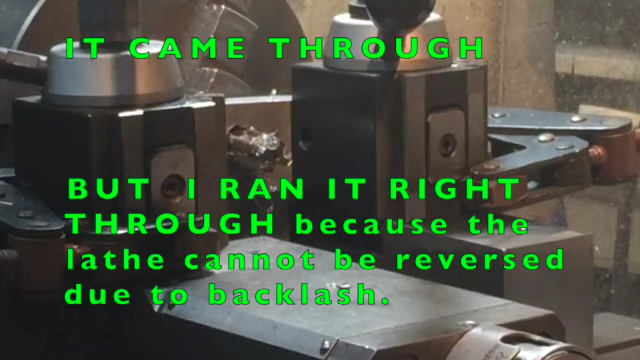 IT CAME THROUGH
BUT I RAN IT RIGHT
THROUGH because the
lathe cannot be reversed
due to backlash.